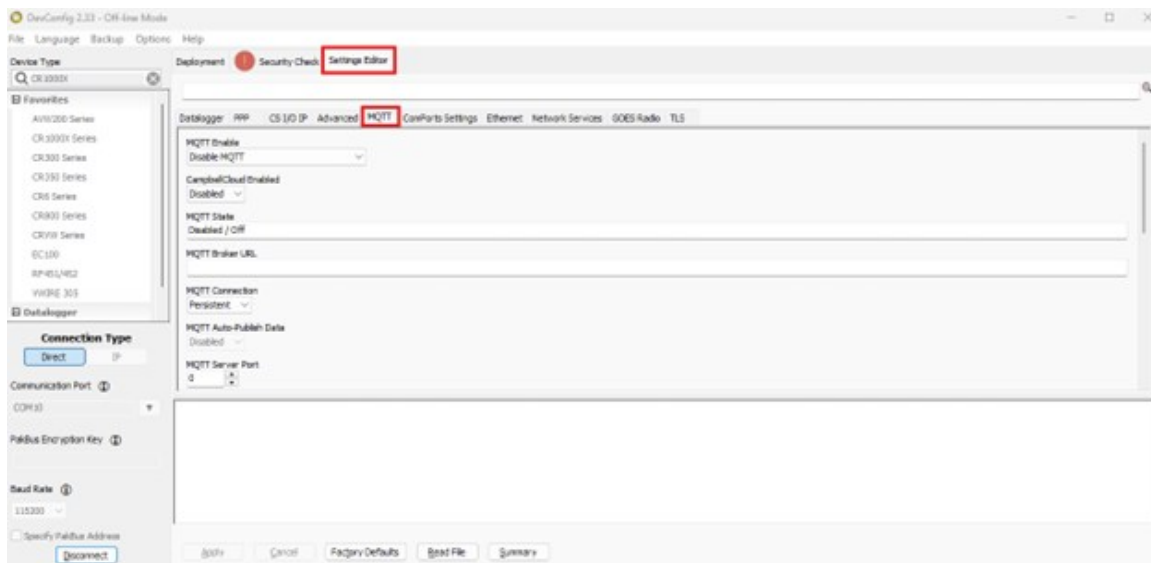 DevConfig 2.33 - Off-line Mode
File Language Backup Options Help
Device Type
CR1000X
Favorites
AVW200 Series
CR1000X Series
CR300 Series
CR350 Series
CR6 Series
CR800 Series
CRVW Series
EC100
RF451/452
VWIRE 305
Datalogger
Connection Type
Direct IP
Communication Port
COM10
PakBus Encryption Key
Baud Rate
115200
Specify PakBus Address
Disconnect
Deployment Security Check Settings Editor
Datalogger PPP CS I/O IP Advanced MQTT ComPorts Settings Ethernet Network Services GOES Radio TLS
MQTT Enable
Disable MQTT
CampbellCloud Enabled
Disabled
MQTT State
Disabled / Off
MQTT Broker URL
MQTT Connection
Persistent
MQTT Auto-Publish Data
Disabled
MQTT Server Port
0
Apply Cancel Factory Defaults Read File Summary